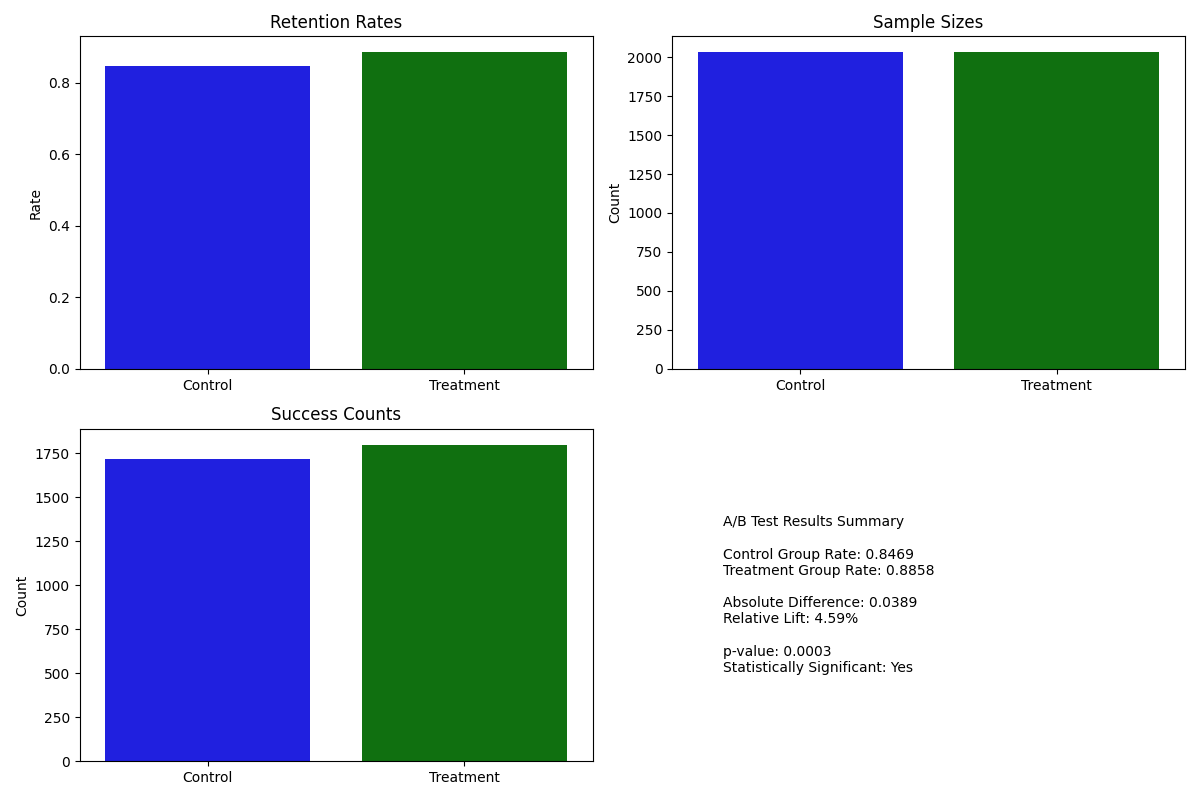 Retention Rates
Rate
0.8
0.6
0.4
0.2
0.0
Control
Treatment
Sample Sizes
Count
2000
1750
1500
1250
1000
750
500
250
0
Control
Treatment
Success Counts
Count
1750
1500
1250
1000
750
500
250
0
Control
Treatment
A/B Test Results Summary
Control Group Rate: 0.8469
Treatment Group Rate: 0.8858
Absolute Difference: 0.0389
Relative Lift: 4.59%
p-value: 0.0003
Statistically Significant: Yes